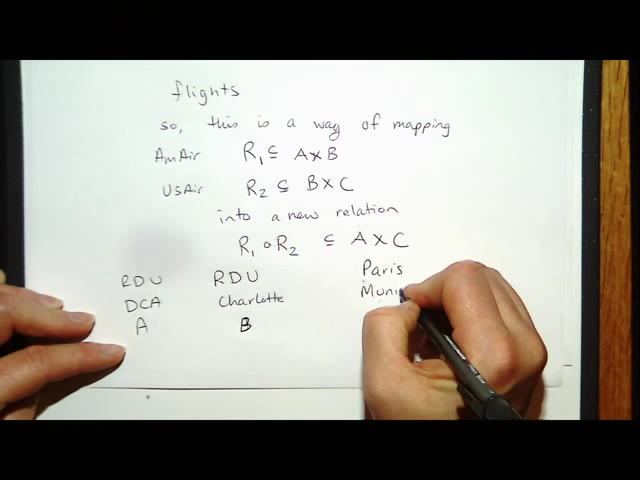 flights
so, this is a way of mapping
AmAir R₁ ⊆ A×B
USAir R₂ ⊆ B×C
into a new relation
R₁ ∘ R₂ ⊆ A × C
RDU RDU Paris
DCA Charlotte Muni
A B